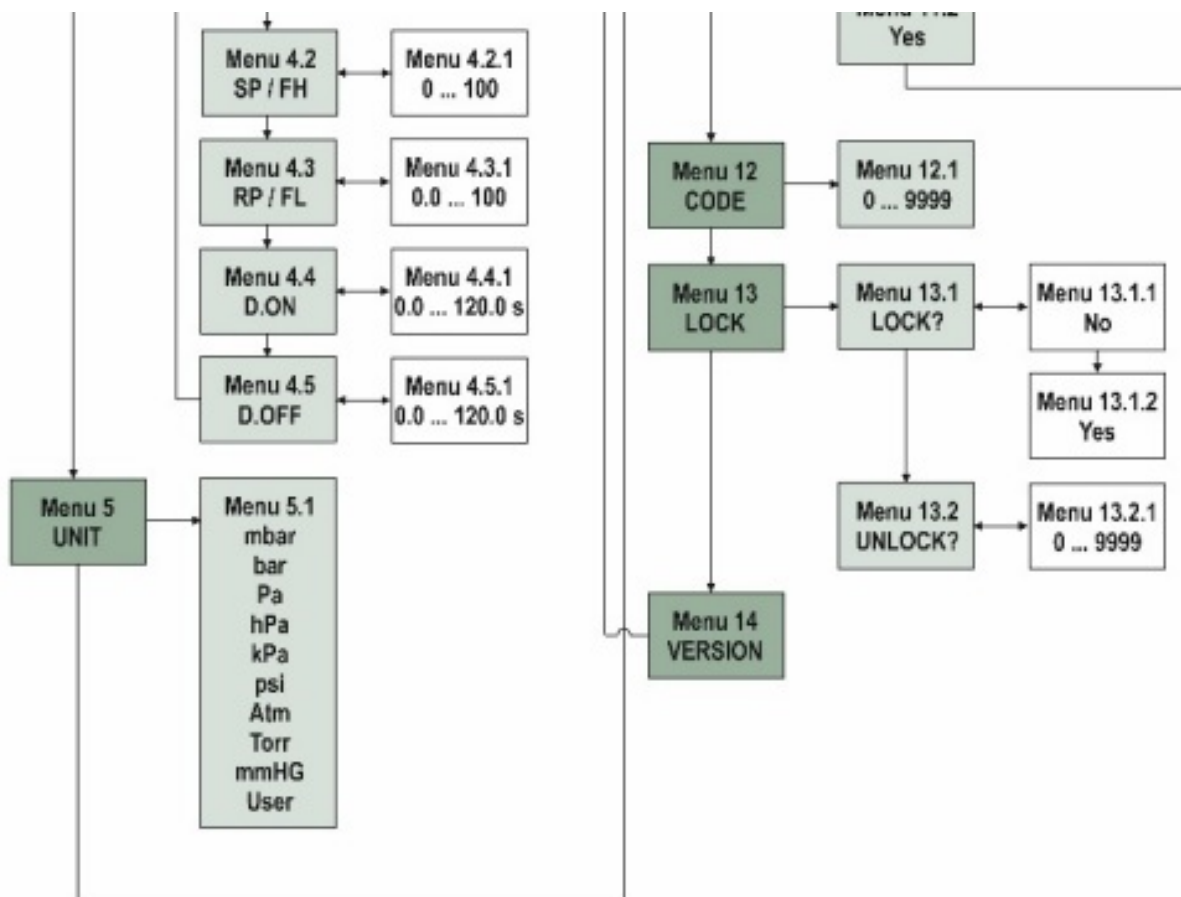 Menu 4.2
SP / FH
Menu 4.2.1
0 ... 100
Menu 4.3
RP / FL
Menu 4.3.1
0.0 ... 100
Menu 4.4
D.ON
Menu 4.4.1
0.0 ... 120.0 s
Menu 4.5
D.OFF
Menu 4.5.1
0.0 ... 120.0 s
Menu 5
UNIT
Menu 5.1
mbar
bar
Pa
hPa
kPa
psi
Atm
Torr
mmHG
User
Menu 11.2
Yes
Menu 12
CODE
Menu 12.1
0 ... 9999
Menu 13
LOCK
Menu 13.1
LOCK?
Menu 13.1.1
No
Menu 13.1.2
Yes
Menu 13.2
UNLOCK?
Menu 13.2.1
0 ... 9999
Menu 14
VERSION